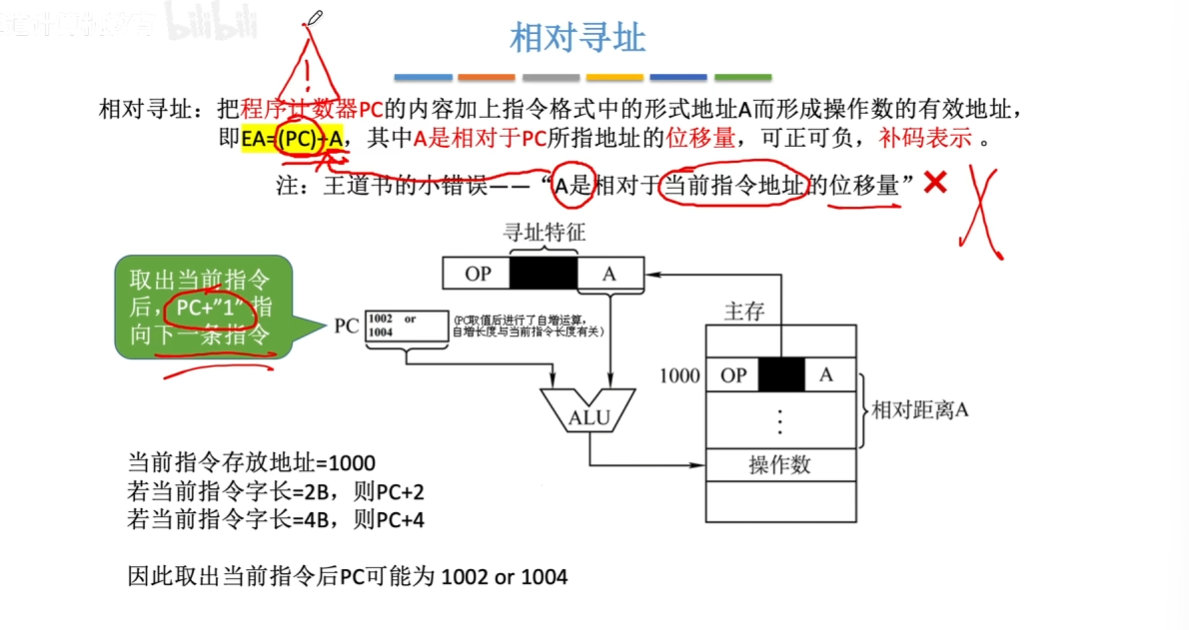 bilibili
相对寻址
相对寻址：把程序计数器PC的内容加上指令格式中的形式地址A而形成操作数的有效地址，
即EA=(PC)+A，其中A是相对于PC所指地址的位移量，可正可负，补码表示 。
注：王道书的小错误——“A是相对于当前指令地址的位移量”
寻址特征
OP A
取出当前指令
后，PC+”1”指
向下一条指令
PC
1002 or
1004
(PC取值后进行了自增运算，
自增长度与当前指令长度有关)
主存
1000 OP A
ALU
⋮
相对距离A
操作数
当前指令存放地址=1000
若当前指令字长=2B，则PC+2
若当前指令字长=4B，则PC+4
因此取出当前指令后PC可能为 1002 or 1004